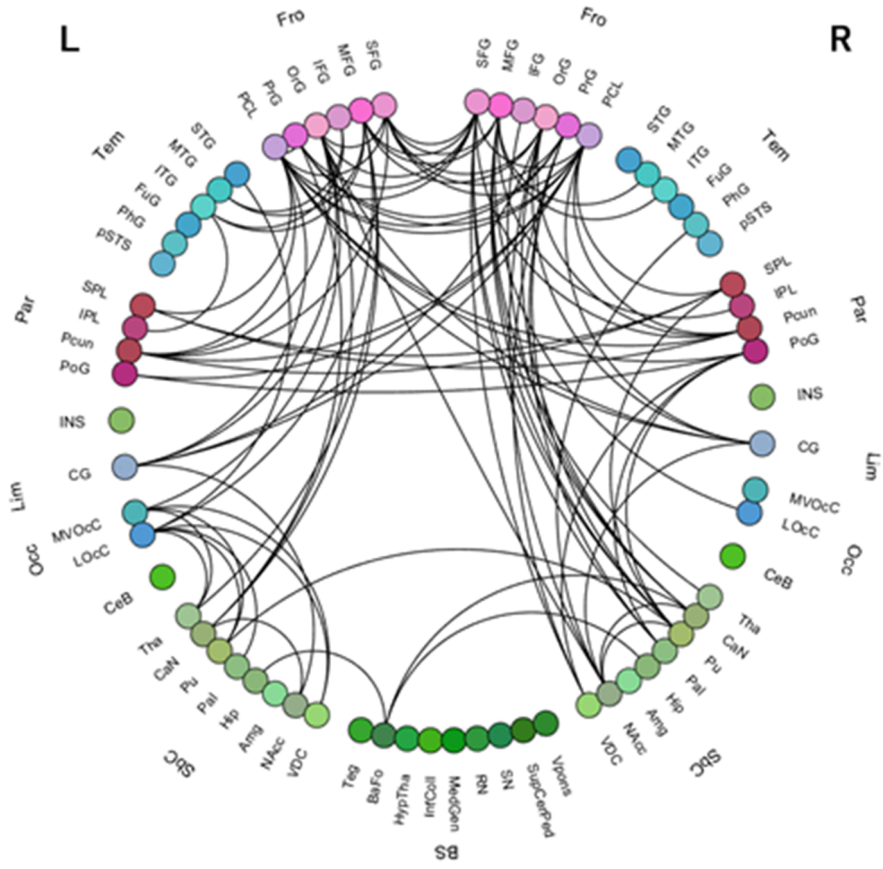 L
R
Fro
Fro
SFG
MFG
IFG
OrG
PrG
PCL
SFG
MFG
IFG
OrG
PrG
PCL
Tem
STG
MTG
ITG
FuG
PhG
pSTS
Tem
STG
MTG
ITG
FuG
PhG
pSTS
Par
SPL
IPL
Pcun
PoG
Par
SPL
IPL
Pcun
PoG
INS
INS
Lim
CG
CG
Lim
Occ
MVOcC
LOcC
MVOcC
LOcC
Occ
CeB
CeB
SbC
Tha
CaN
Pu
Pal
Hip
Amg
NAcc
VDC
SbC
Tha
CaN
Pu
Pal
Hip
Amg
NAcc
VDC
Teg
BaFo
HypTha
InfColl
MedGen
RN
SN
SupCerPed
Vpons
BS